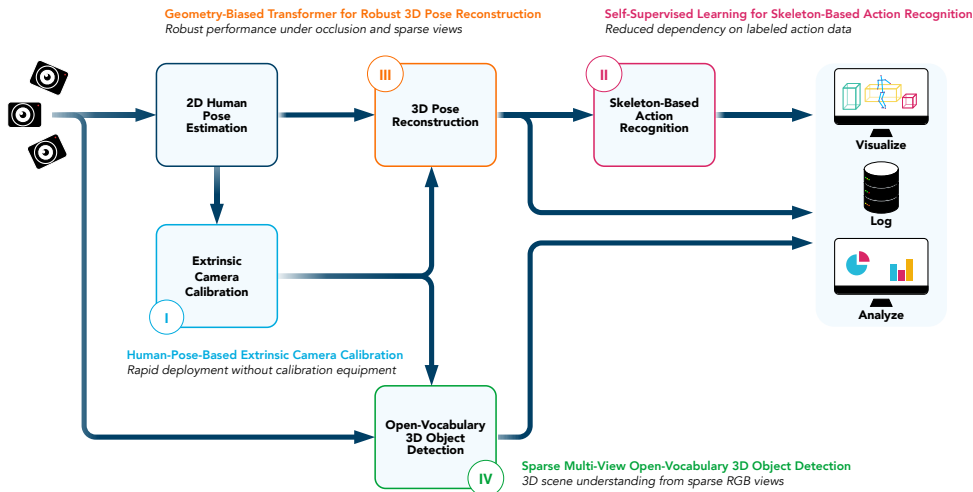 Geometry-Biased Transformer for Robust 3D Pose Reconstruction
Robust performance under occlusion and sparse views
Self-Supervised Learning for Skeleton-Based Action Recognition
Reduced dependency on labeled action data
2D Human
Pose
Estimation
III
3D Pose
Reconstruction
II
Skeleton-Based
Action
Recognition
Visualize
Log
Analyze
Extrinsic
Camera
Calibration
I
Human-Pose-Based Extrinsic Camera Calibration
Rapid deployment without calibration equipment
Open-Vocabulary
3D Object
Detection
IV
Sparse Multi-View Open-Vocabulary 3D Object Detection
3D scene understanding from sparse RGB views